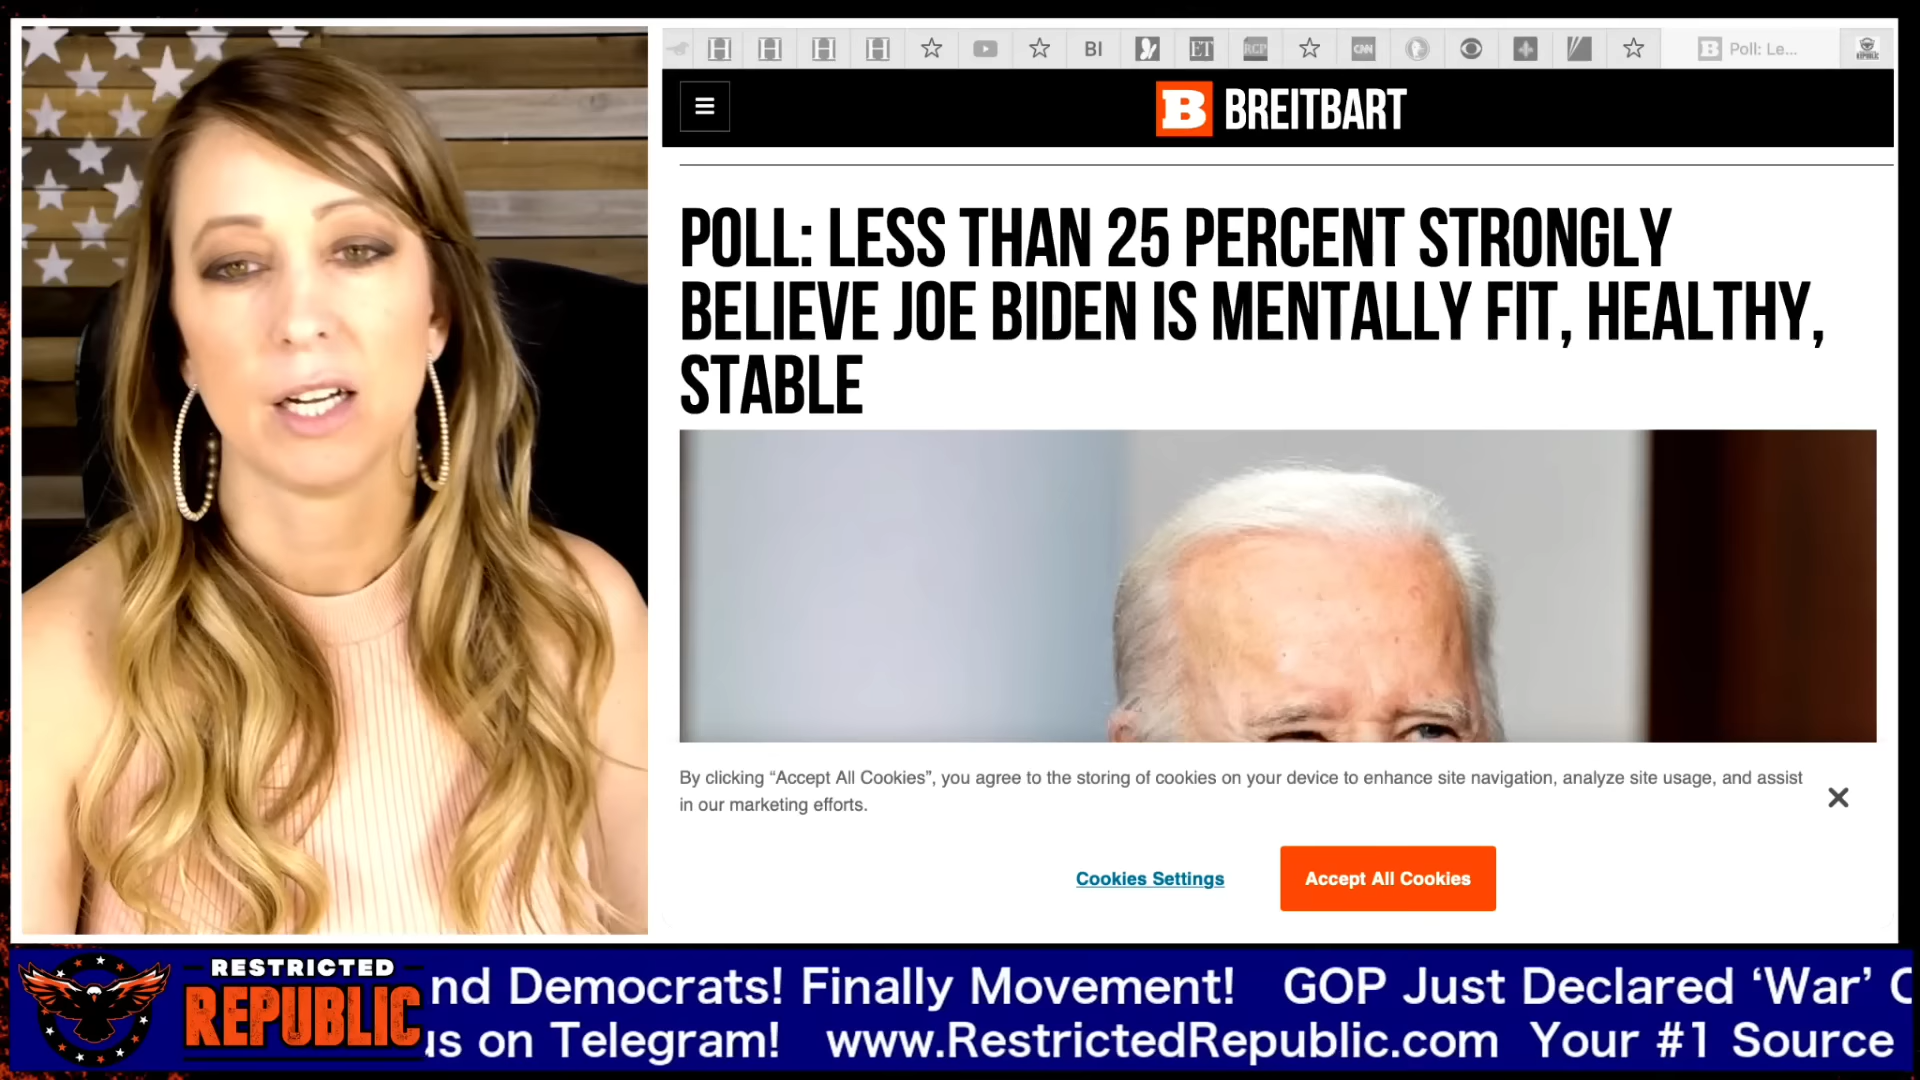 BI
ET
RCP
CNN
B Poll: Le...
B BREITBART
POLL: LESS THAN 25 PERCENT STRONGLY
BELIEVE JOE BIDEN IS MENTALLY FIT, HEALTHY,
STABLE
By clicking “Accept All Cookies”, you agree to the storing of cookies on your device to enhance site navigation, analyze site usage, and assist
in our marketing efforts.
Cookies Settings
Accept All Cookies
RESTRICTED
REPUBLIC
nd Democrats! Finally Movement! GOP Just Declared ‘War’
us on Telegram! www.RestrictedRepublic.com Your #1 Source